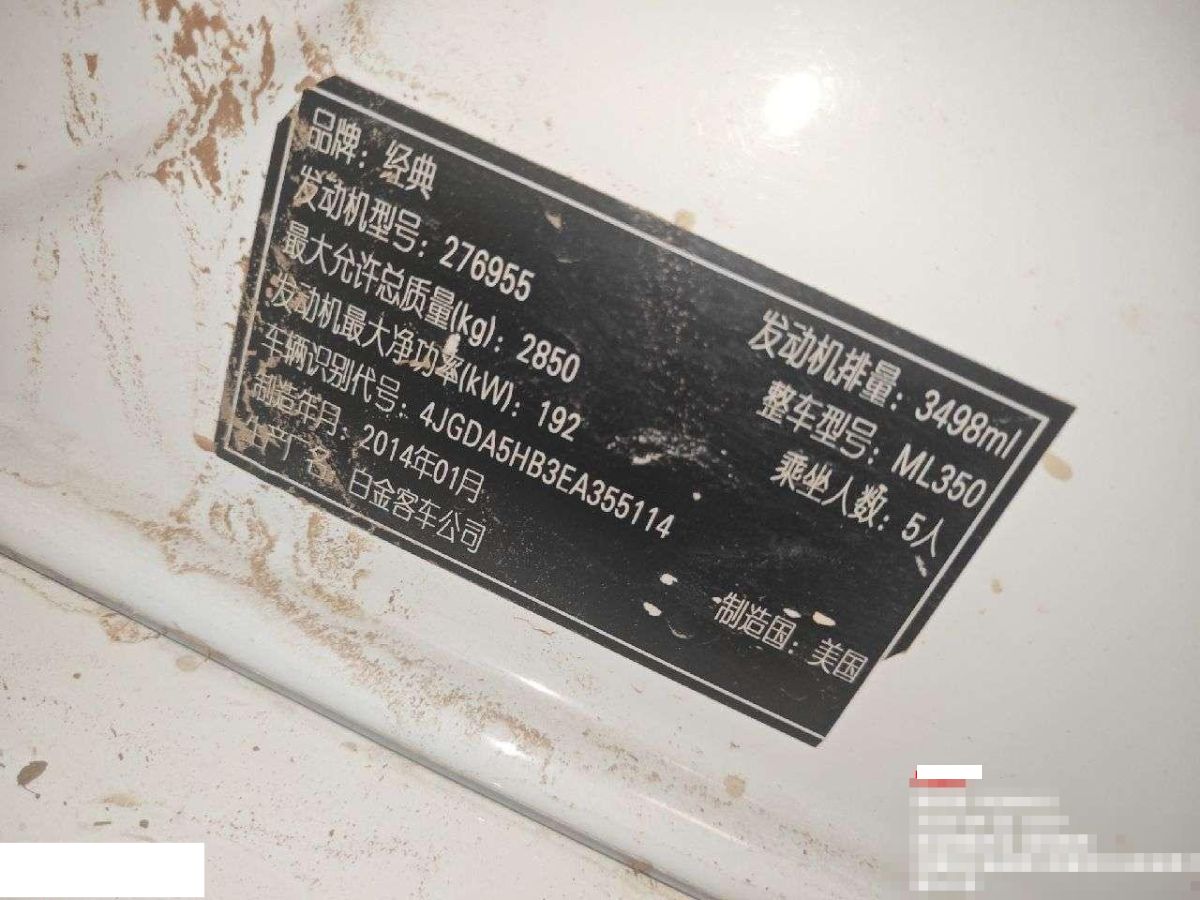 品牌：经典
发动机型号：276955 发动机排量：3498ml
最大允许总质量(kg)：2850 整车型号：ML350
发动机最大净功率(kW)：192 乘坐人数：5人
车辆识别代号：4JGDA5HB3EA355114
制造年月：2014年01月 制造国：美国
生产厂名 白金客车公司